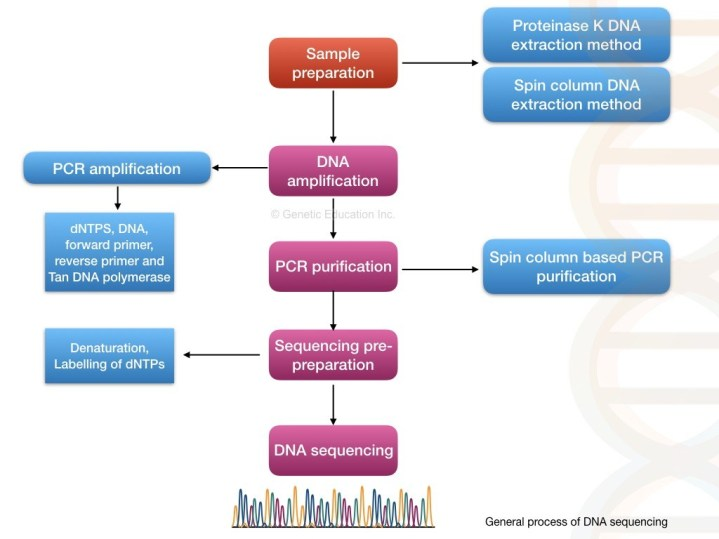 Proteinase K DNA
extraction method
Sample
preparation
Spin column DNA
extraction method
DNA
amplification
PCR amplification
© Genetic Education Inc.
dNTPS, DNA,
forward primer,
reverse primer and
Tan DNA polymerase
PCR purification
Spin column based PCR
purification
Sequencing pre-
preparation
Denaturation,
Labelling of dNTPs
DNA sequencing
General process of DNA sequencing